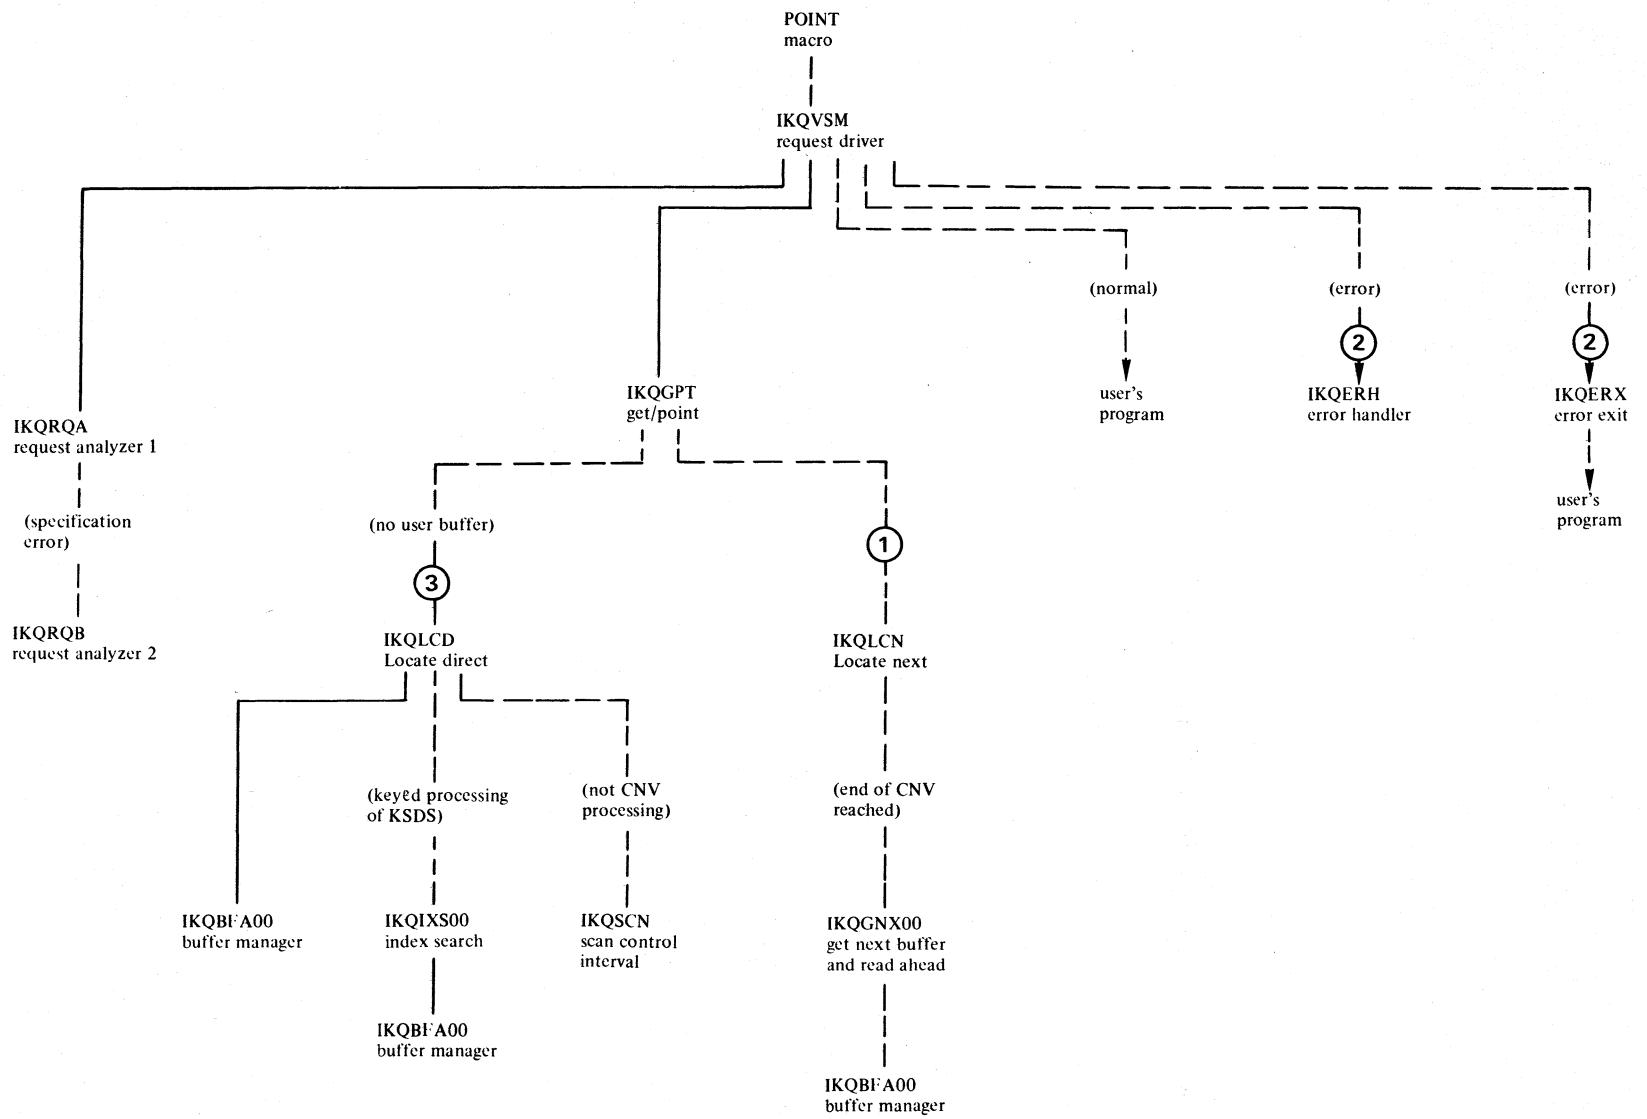 POINT
macro
IKQVSM
request driver
(normal)
(error)
(error)
2
2
IKQGPT
get/point
user's
program
IKQERH
error handler
IKQERX
error exit
IKQRQA
request analyzer 1
user's
program
(specification
error)
(no user buffer)
1
3
IKQRQB
request analyzer 2
IKQLCD
Locate direct
IKQLCN
Locate next
(keyed processing
of KSDS)
(not CNV
processing)
(end of CNV
reached)
IKQBFA00
buffer manager
IKQIXS00
index search
IKQSCN
scan control
interval
IKQGNX00
get next buffer
and read ahead
IKQBFA00
buffer manager
IKQBFA00
buffer manager